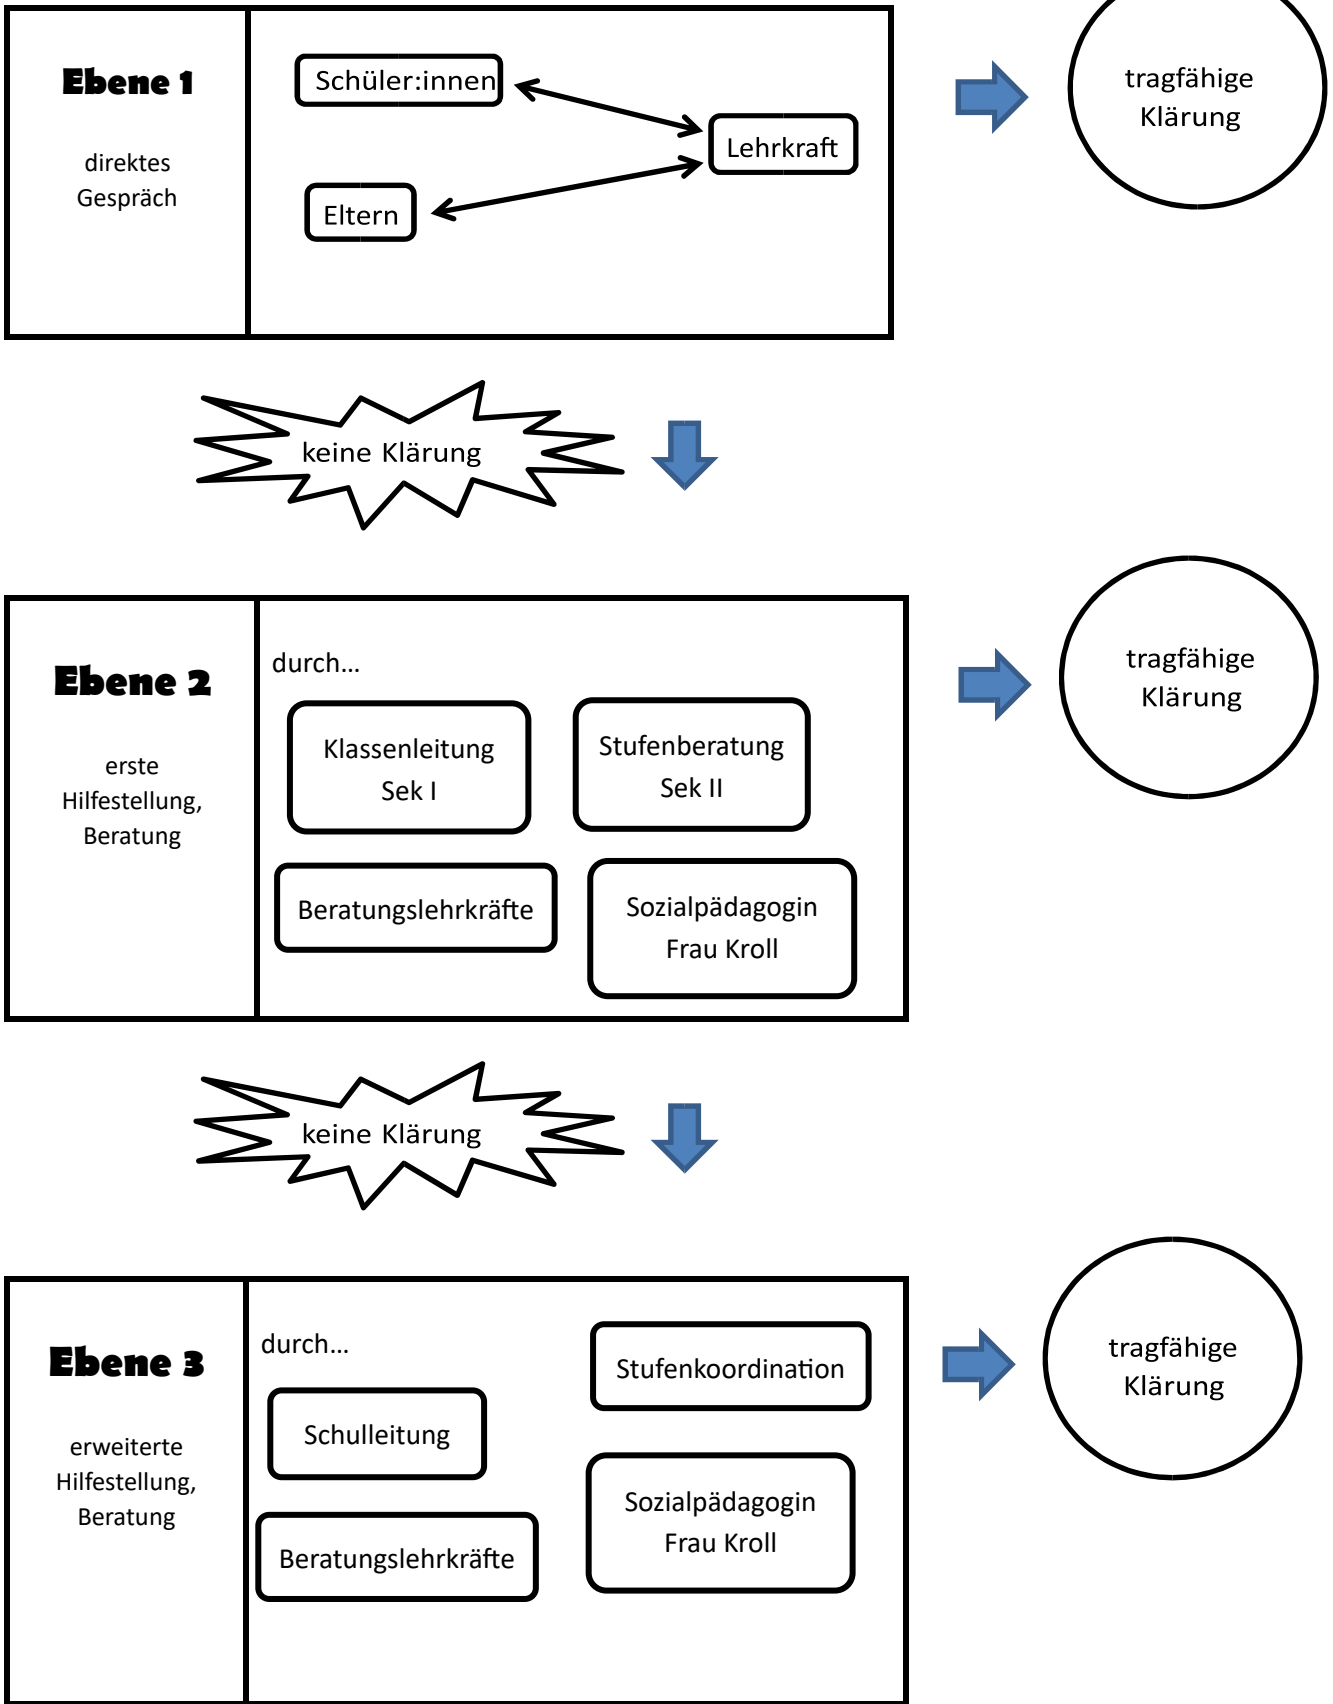 Ebene 1
direktes
Gespräch
Schüler:innen
Lehrkraft
Eltern
tragfähige
Klärung
keine Klärung
Ebene 2
erste
Hilfestellung,
Beratung
durch...
Klassenleitung
Sek I
Stufenberatung
Sek II
Beratungslehrkräfte
Sozialpädagogin
Frau Kroll
tragfähige
Klärung
keine Klärung
Ebene 3
erweiterte
Hilfestellung,
Beratung
durch...
Stufenkoordination
Schulleitung
Sozialpädagogin
Frau Kroll
Beratungslehrkräfte
tragfähige
Klärung